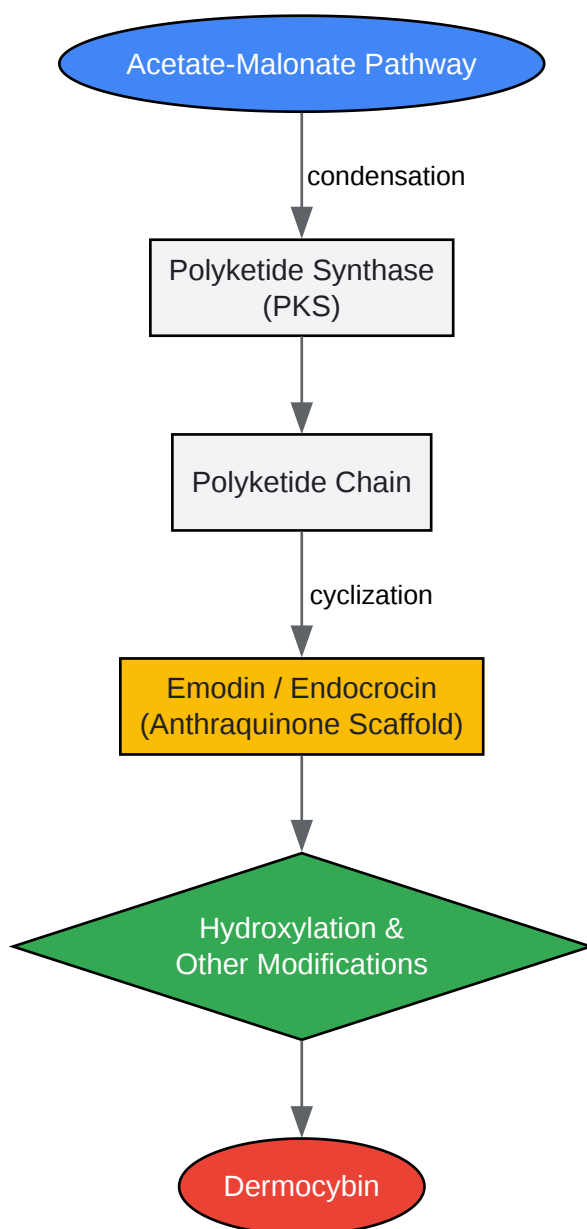 Acetate-Malonate Pathway
condensation
Polyketide Synthase
(PKS)
Polyketide Chain
cyclization
Emodin / Endocrocin
(Anthraquinone Scaffold)
Hydroxylation &
Other Modifications
Dermocybin